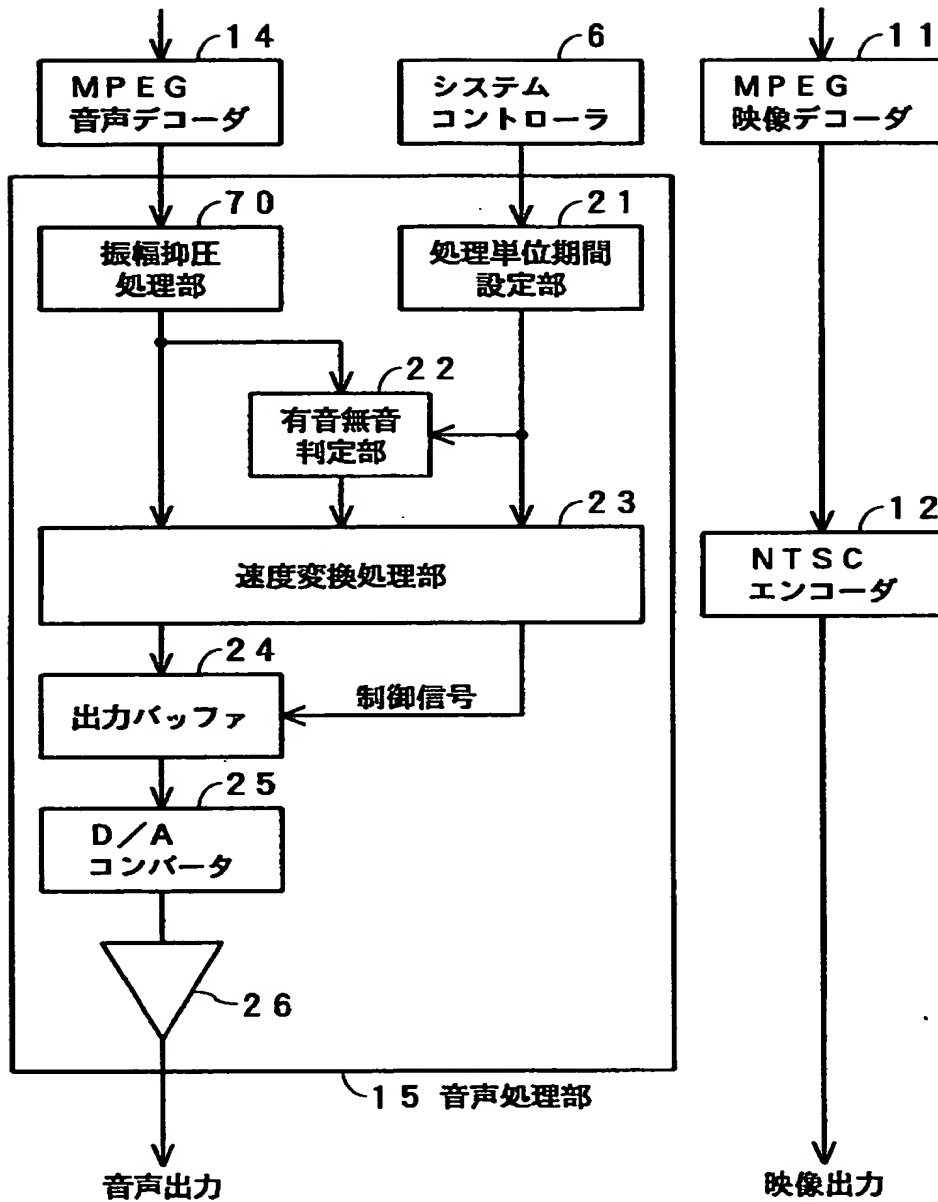 14
6
11
MPEG
音声デコーダ
システム
コントローラ
MPEG
映像デコーダ
70
21
振幅抑圧
処理部
処理単位期間
設定部
22
有音無音
判定部
23
12
速度変換処理部
NTSC
エンコーダ
24
制御信号
出力バッファ
25
D/A
コンバータ
26
15 音声処理部
音声出力
映像出力